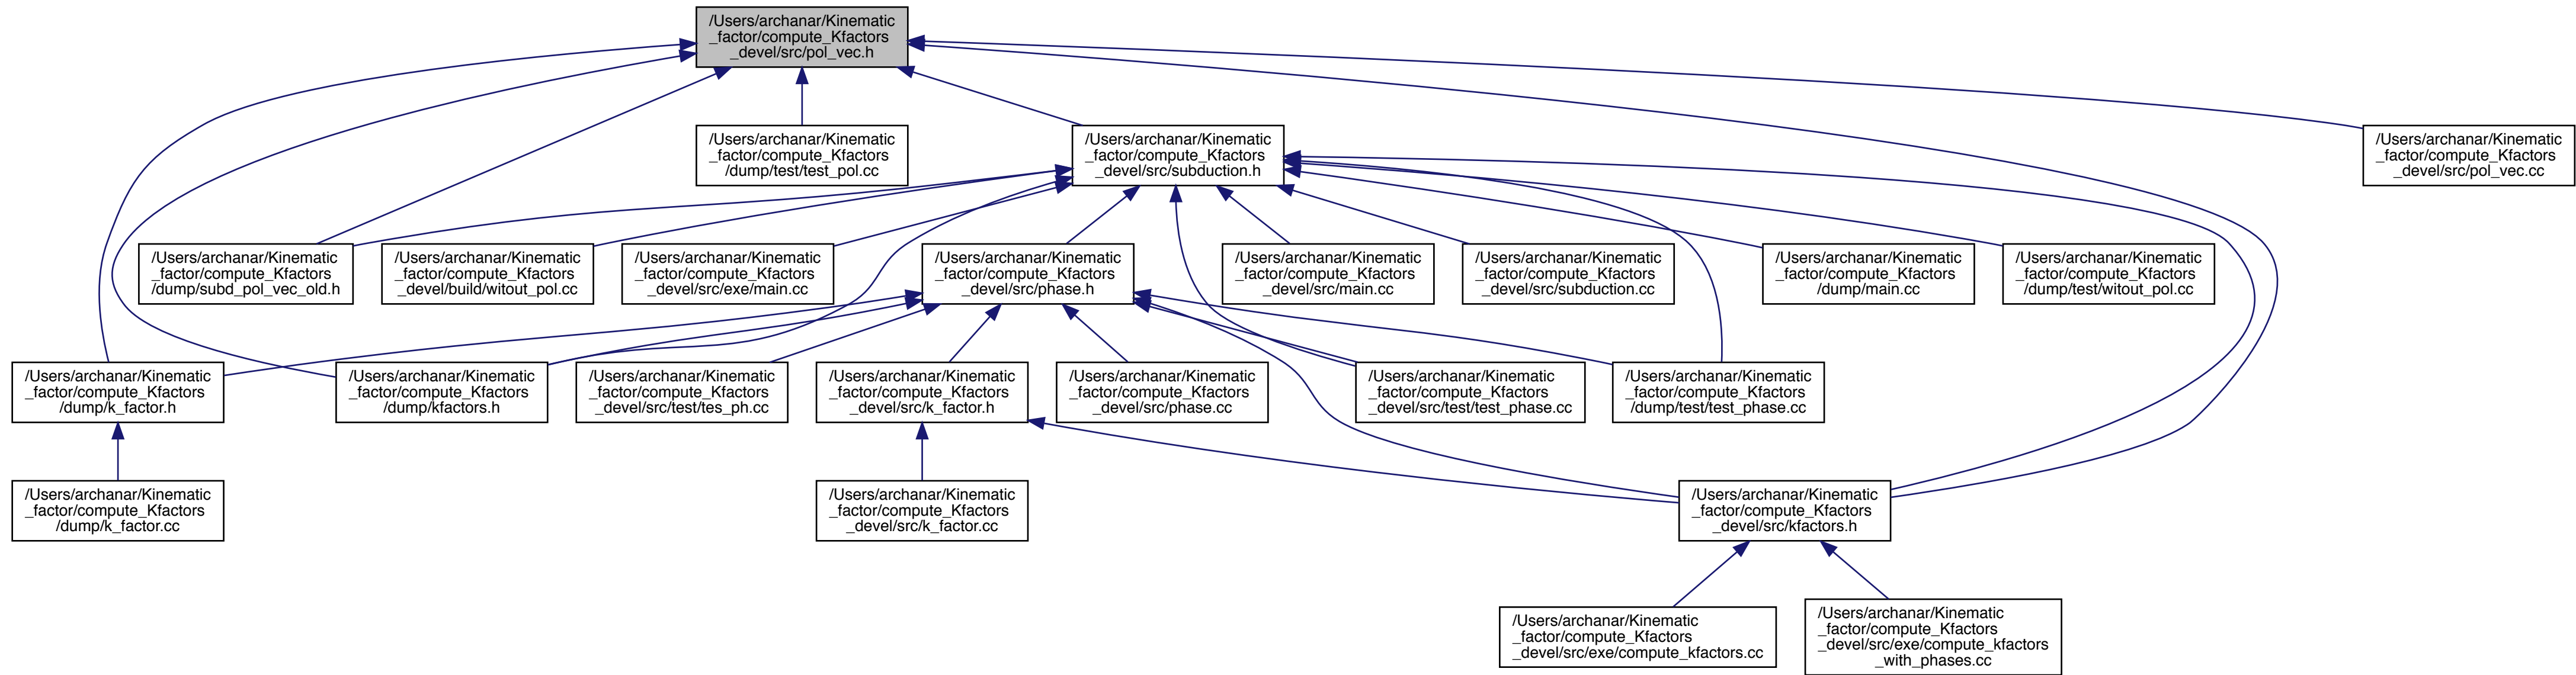 /Users/archanar/Kinematic
_factor/compute_Kfactors
_devel/src/pol_vec.h
/Users/archanar/Kinematic
_factor/compute_Kfactors
/dump/test/test_pol.cc
/Users/archanar/Kinematic
_factor/compute_Kfactors
_devel/src/subduction.h
/Users/archanar/Kinematic
_factor/compute_Kfactors
_devel/src/pol_vec.cc
/Users/archanar/Kinematic
_factor/compute_Kfactors
/dump/subd_pol_vec_old.h
/Users/archanar/Kinematic
_factor/compute_Kfactors
_devel/build/witout_pol.cc
/Users/archanar/Kinematic
_factor/compute_Kfactors
_devel/src/exe/main.cc
/Users/archanar/Kinematic
_factor/compute_Kfactors
_devel/src/phase.h
/Users/archanar/Kinematic
_factor/compute_Kfactors
_devel/src/main.cc
/Users/archanar/Kinematic
_factor/compute_Kfactors
_devel/src/subduction.cc
/Users/archanar/Kinematic
_factor/compute_Kfactors
/dump/main.cc
/Users/archanar/Kinematic
_factor/compute_Kfactors
/dump/test/witout_pol.cc
/Users/archanar/Kinematic
_factor/compute_Kfactors
/dump/k_factor.h
/Users/archanar/Kinematic
_factor/compute_Kfactors
/dump/kfactors.h
/Users/archanar/Kinematic
_factor/compute_Kfactors
_devel/src/test/tes_ph.cc
/Users/archanar/Kinematic
_factor/compute_Kfactors
_devel/src/k_factor.h
/Users/archanar/Kinematic
_factor/compute_Kfactors
_devel/src/phase.cc
/Users/archanar/Kinematic
_factor/compute_Kfactors
_devel/src/test/test_phase.cc
/Users/archanar/Kinematic
_factor/compute_Kfactors
/dump/test/test_phase.cc
/Users/archanar/Kinematic
_factor/compute_Kfactors
/dump/k_factor.cc
/Users/archanar/Kinematic
_factor/compute_Kfactors
_devel/src/k_factor.cc
/Users/archanar/Kinematic
_factor/compute_Kfactors
_devel/src/kfactors.h
/Users/archanar/Kinematic
_factor/compute_Kfactors
_devel/src/exe/compute_kfactors.cc
/Users/archanar/Kinematic
_factor/compute_Kfactors
_devel/src/exe/compute_kfactors
_with_phases.cc